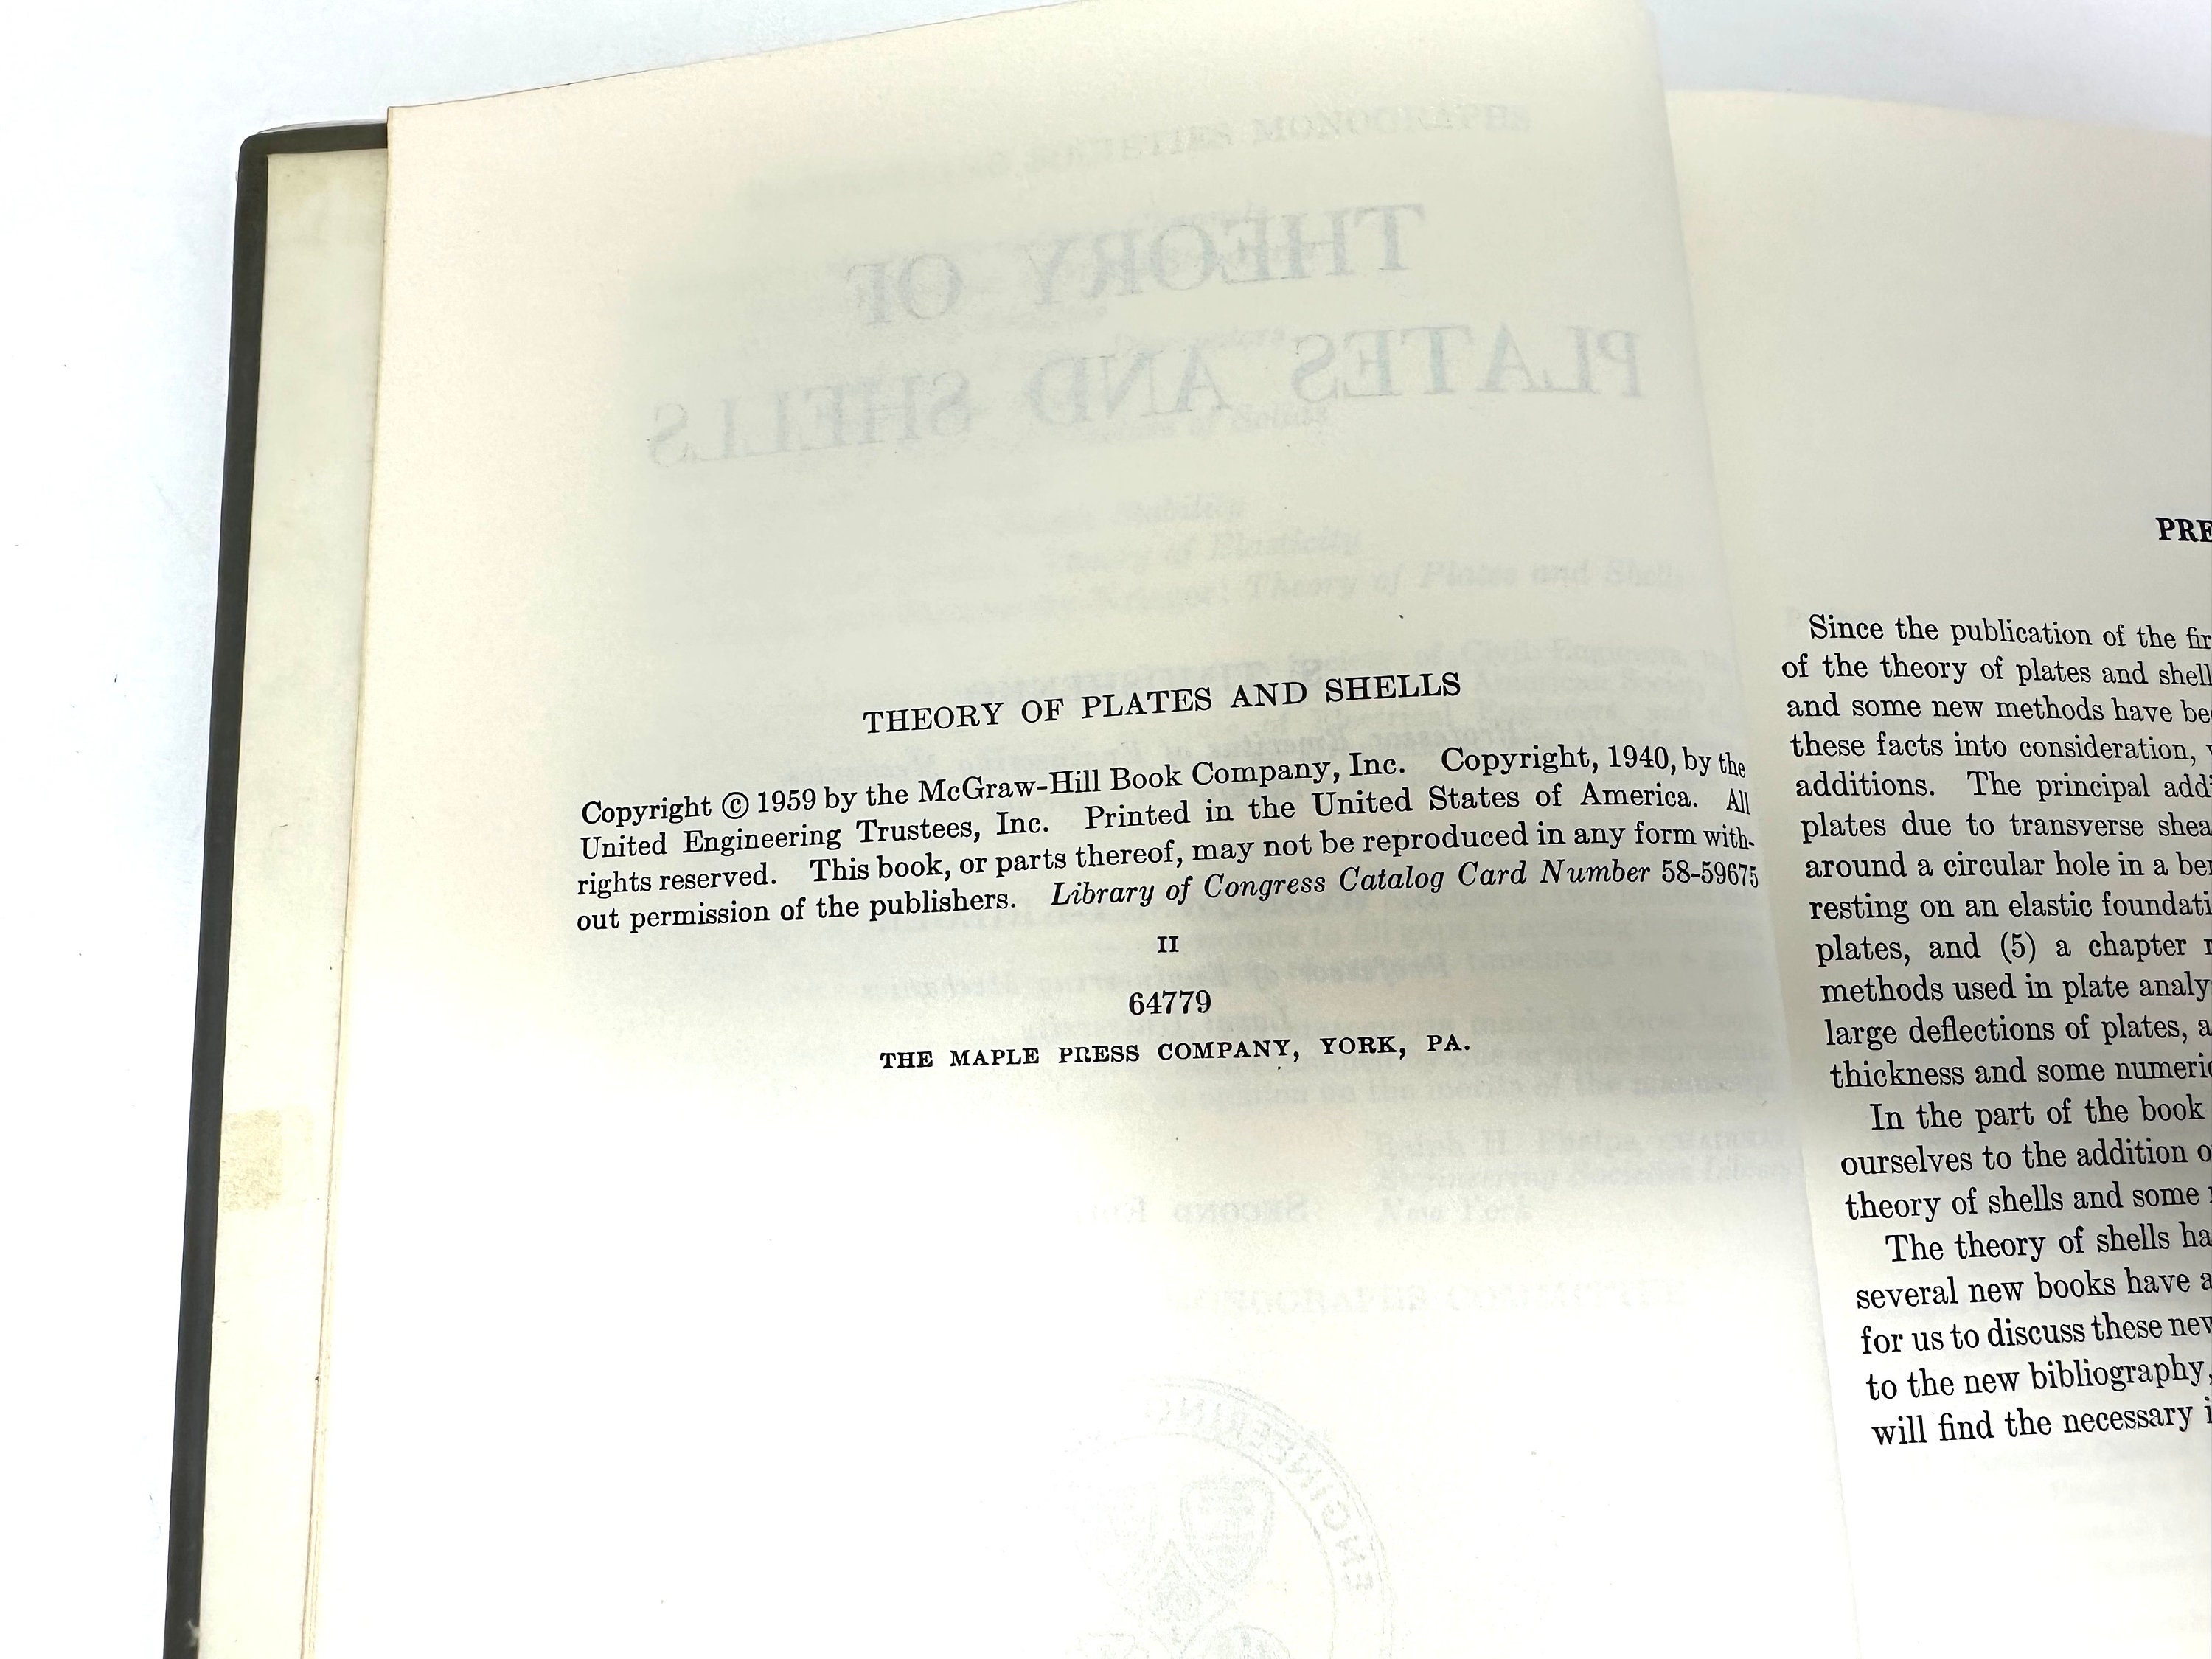 THEORY OF PLATES AND SHELLS
Copyright © 1959 by the McGraw-Hill Book Company, Inc. Copyright, 1940, by the
United Engineering Trustees, Inc. Printed in the United States of America. All
rights reserved. This book, or parts thereof, may not be reproduced in any form with-
out permission of the publishers. Library of Congress Catalog Card Number 58-59675
II
64779
THE MAPLE PRESS COMPANY, YORK, PA.
THEORY OF
PLATES AND SHELLS
PRE
Since the publication of the fir
of the theory of plates and shell
and some new methods have be
these facts into consideration,
additions. The principal add
plates due to transverse shea
around a circular hole in a be
resting on an elastic foundati
plates, and (5) a chapter
methods used in plate analy
large deflections of plates, a
thickness and some numeric
In the part of the book
ourselves to the addition o
theory of shells and some
The theory of shells ha
several new books have a
for us to discuss these new
to the new bibliography,
will find the necessary i